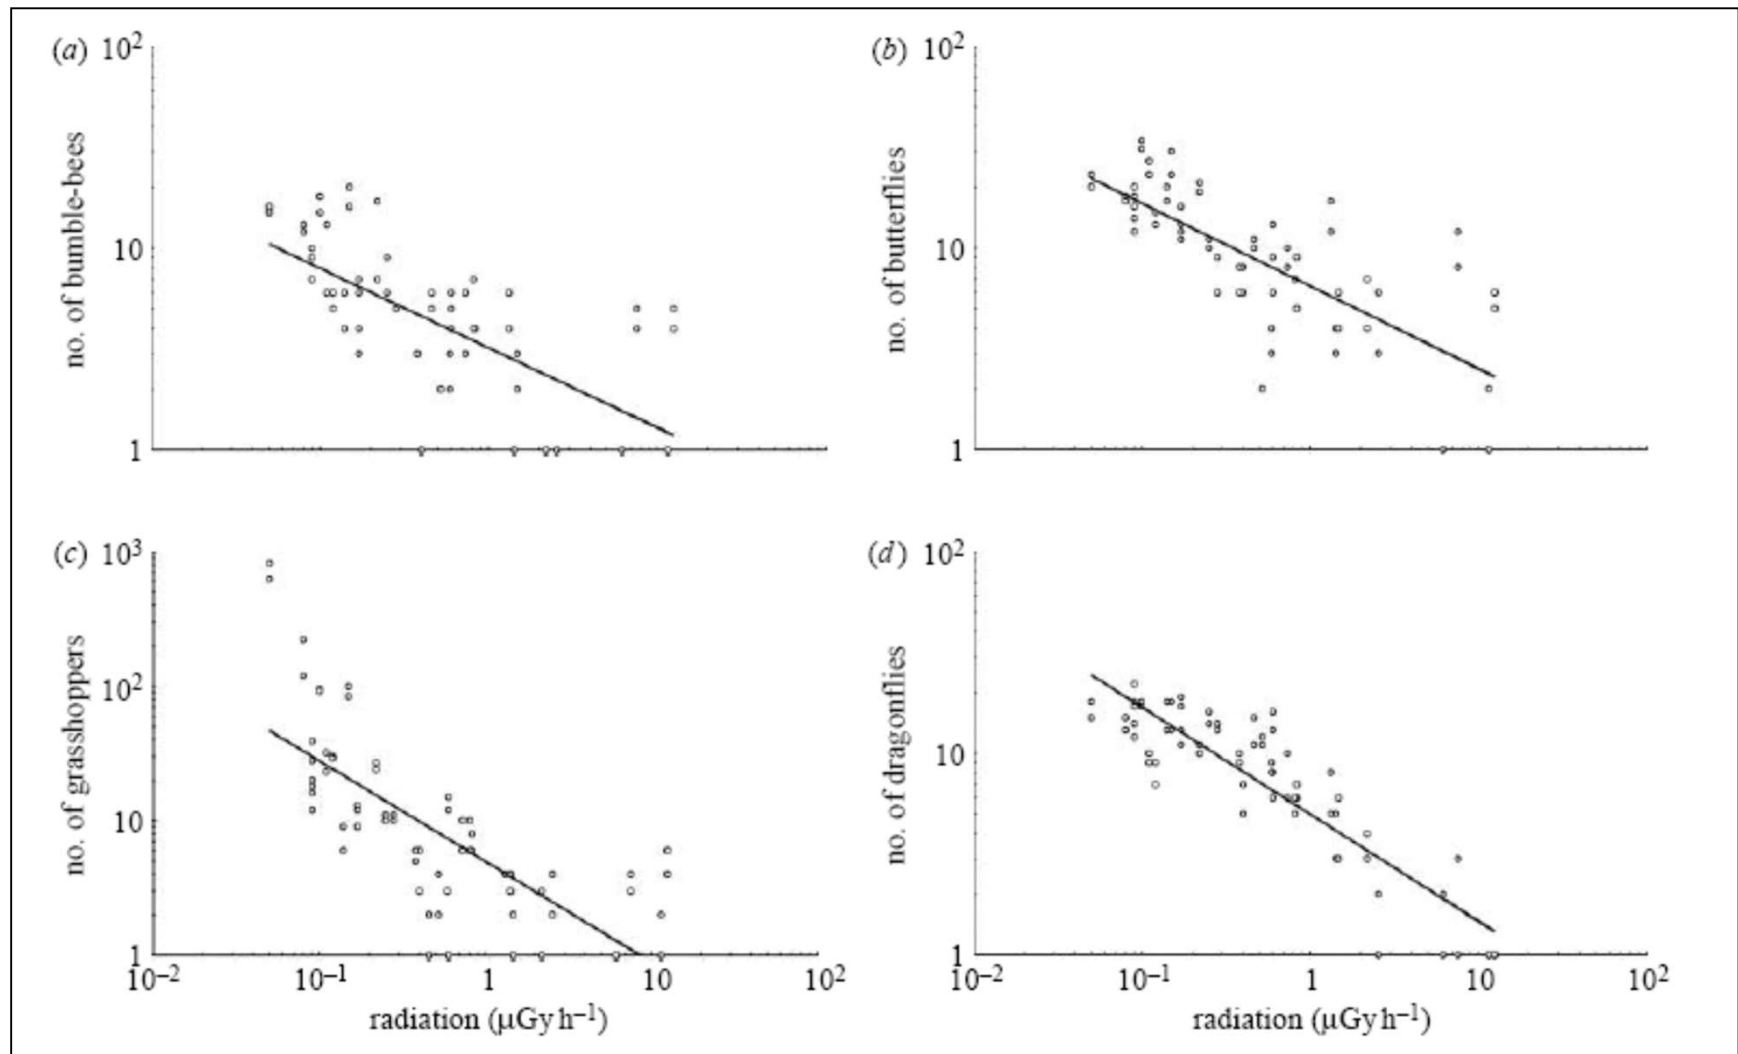 (a) 10²
no. of bumble-bees
10
1
(b) 10²
no. of butterflies
10
1
(c) 10³
no. of grasshoppers
10²
10
1
10⁻² 10⁻¹ 1 10 10²
radiation (μGy h⁻¹)
(d) 10²
no. of dragonflies
10
1
10⁻² 10⁻¹ 1 10 10²
radiation (μGy h⁻¹)